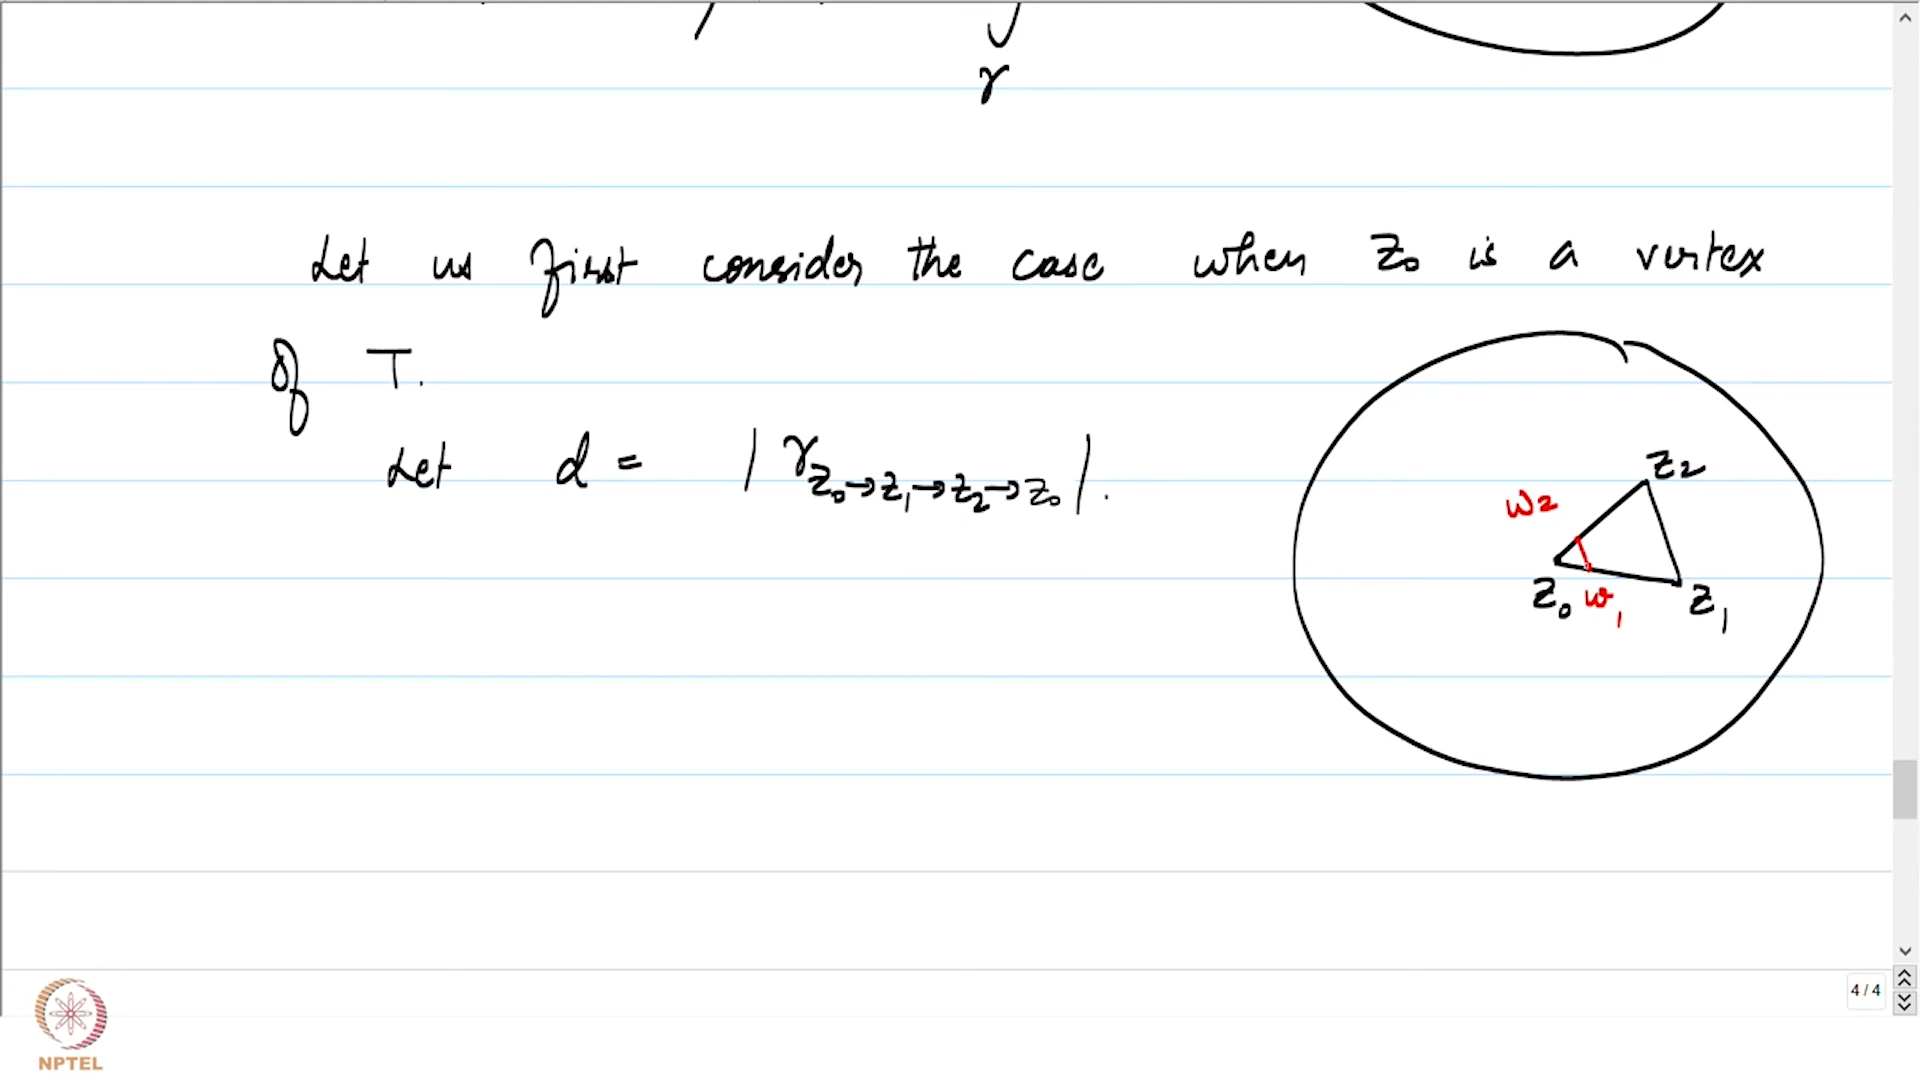 γ
Let us first consider the case when z₀ is a vertex
of T.
Let d = |γ_{z₀→z₁→z₂→z₀}|.
z₂
w₂
z₀ w₁ z₁
4 / 4
NPTEL